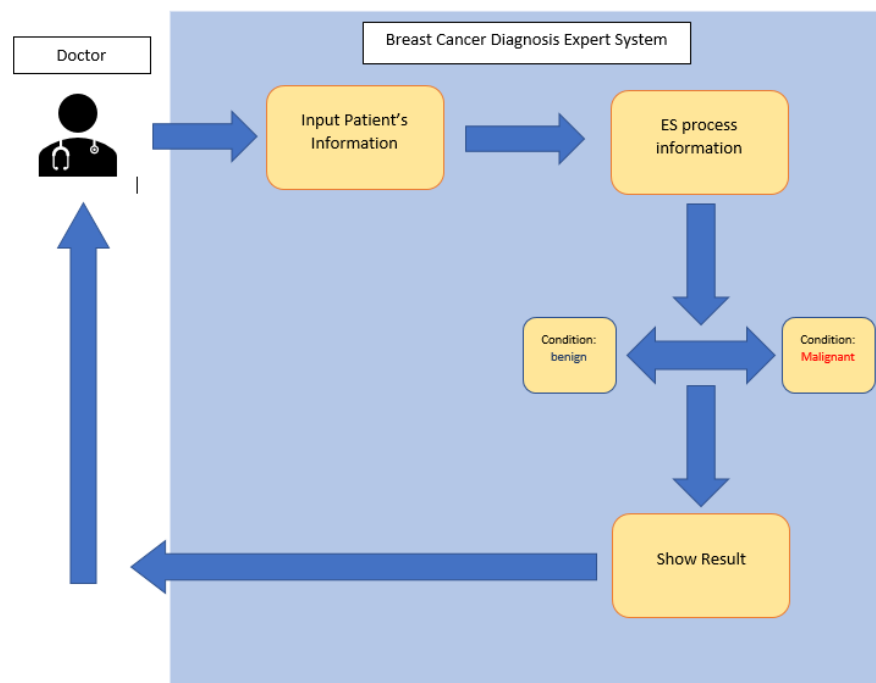 Breast Cancer Diagnosis Expert System
Doctor
Input Patient's
Information
ES process
information
Condition:
benign
Condition:
Malignant
Show Result